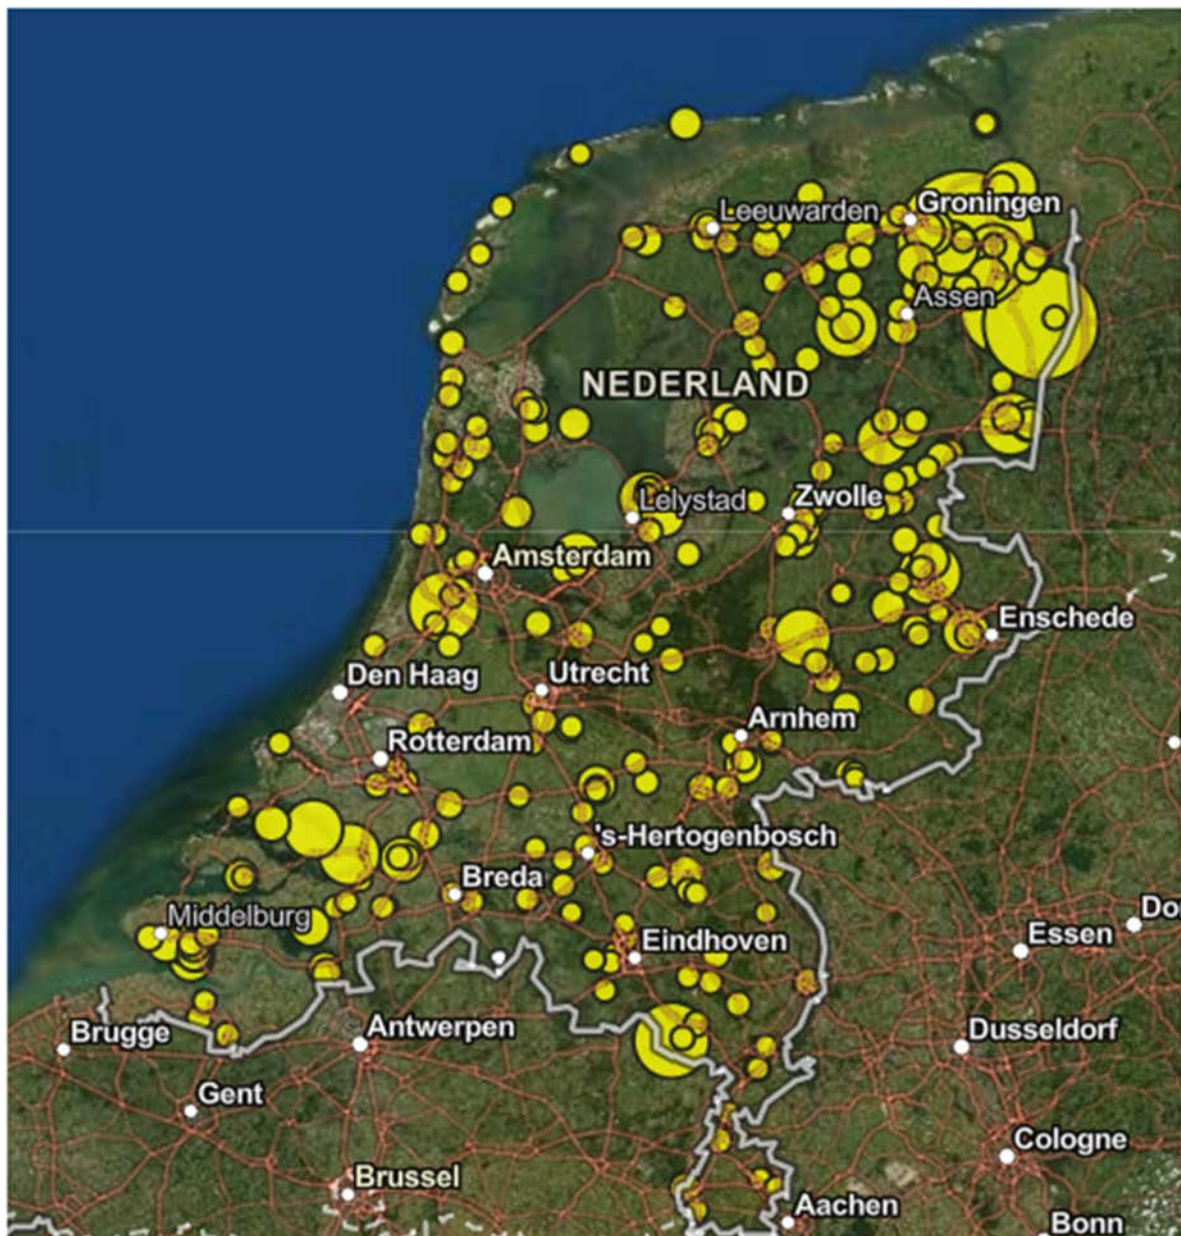 Leeuwarden
Groningen
Assen
NEDERLAND
Lelystad
Zwolle
Amsterdam
Enschede
Den Haag
Utrecht
Arnhem
Rotterdam
's-Hertogenbosch
Breda
Middelburg
Eindhoven
Essen
Brugge
Antwerpen
Dusseldorf
Gent
Cologne
Brussel
Aachen
Bonn